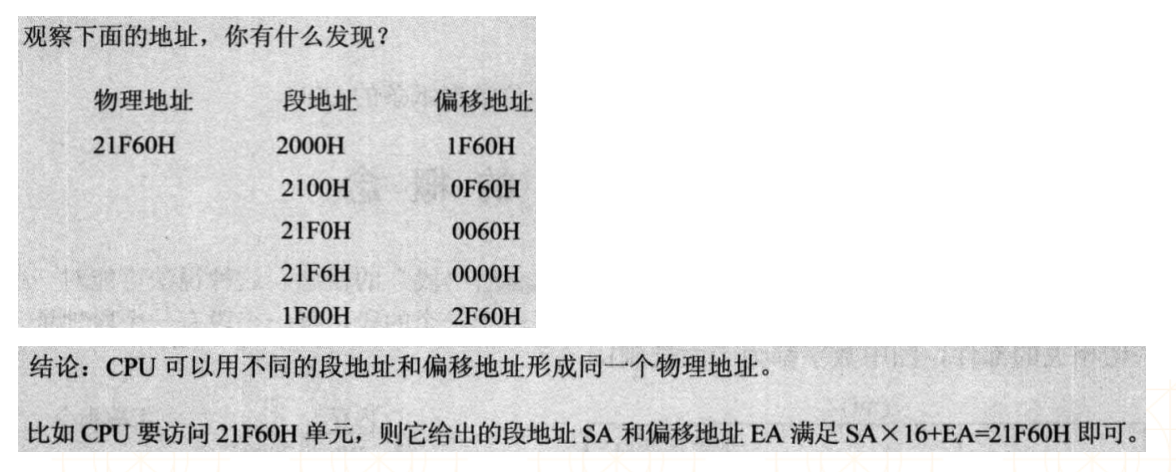 观察下面的地址，你有什么发现？
物理地址 段地址 偏移地址
21F60H 2000H 1F60H
2100H 0F60H
21F0H 0060H
21F6H 0000H
1F00H 2F60H
结论：CPU 可以用不同的段地址和偏移地址形成同一个物理地址。
比如 CPU 要访问 21F60H 单元，则它给出的段地址 SA 和偏移地址 EA 满足 SA×16+EA=21F60H 即可。